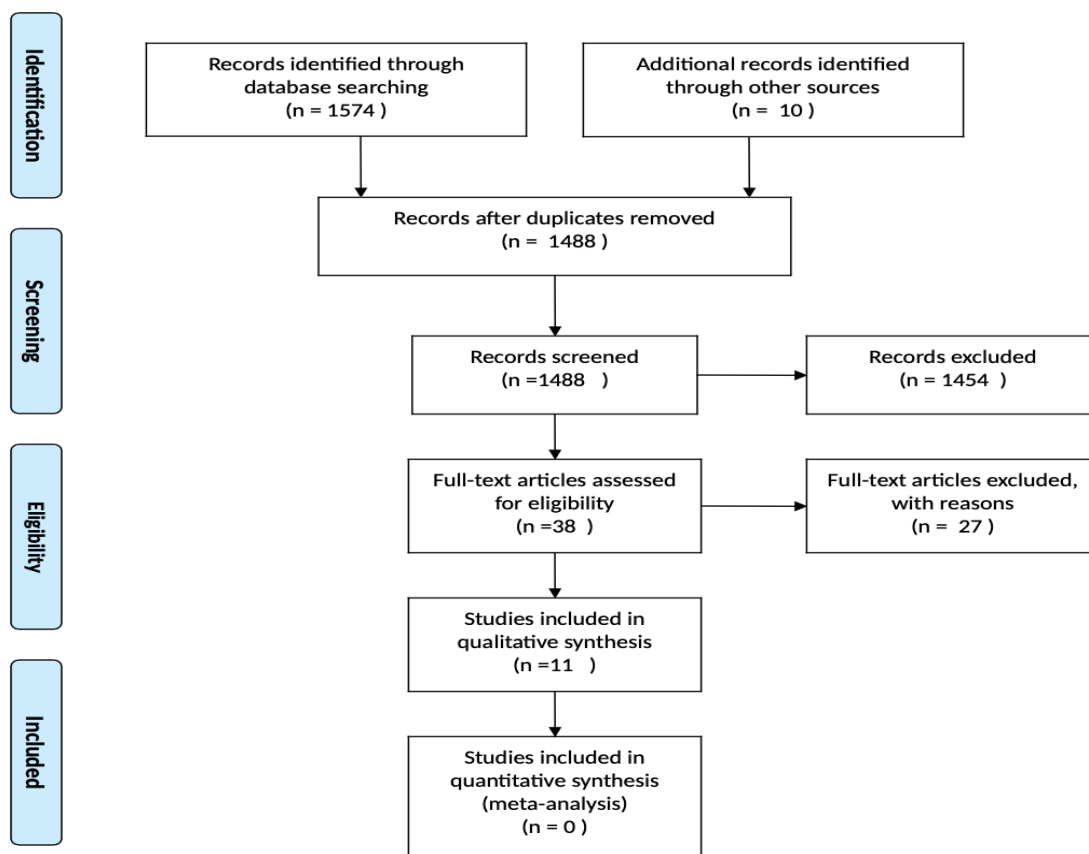 Identification
Records identified through
database searching
(n = 1574 )
Additional records identified
through other sources
(n =  10 )
Records after duplicates removed
(n =  1488 )
Screening
Records screened
(n =1488   )
Records excluded
(n = 1454  )
Eligibility
Full-text articles assessed
for eligibility
(n =38   )
Full-text articles excluded,
with reasons
(n =  27 )
Studies included in
qualitative synthesis
(n =11   )
Included
Studies included in
quantitative synthesis
(meta-analysis)
(n = 0 )